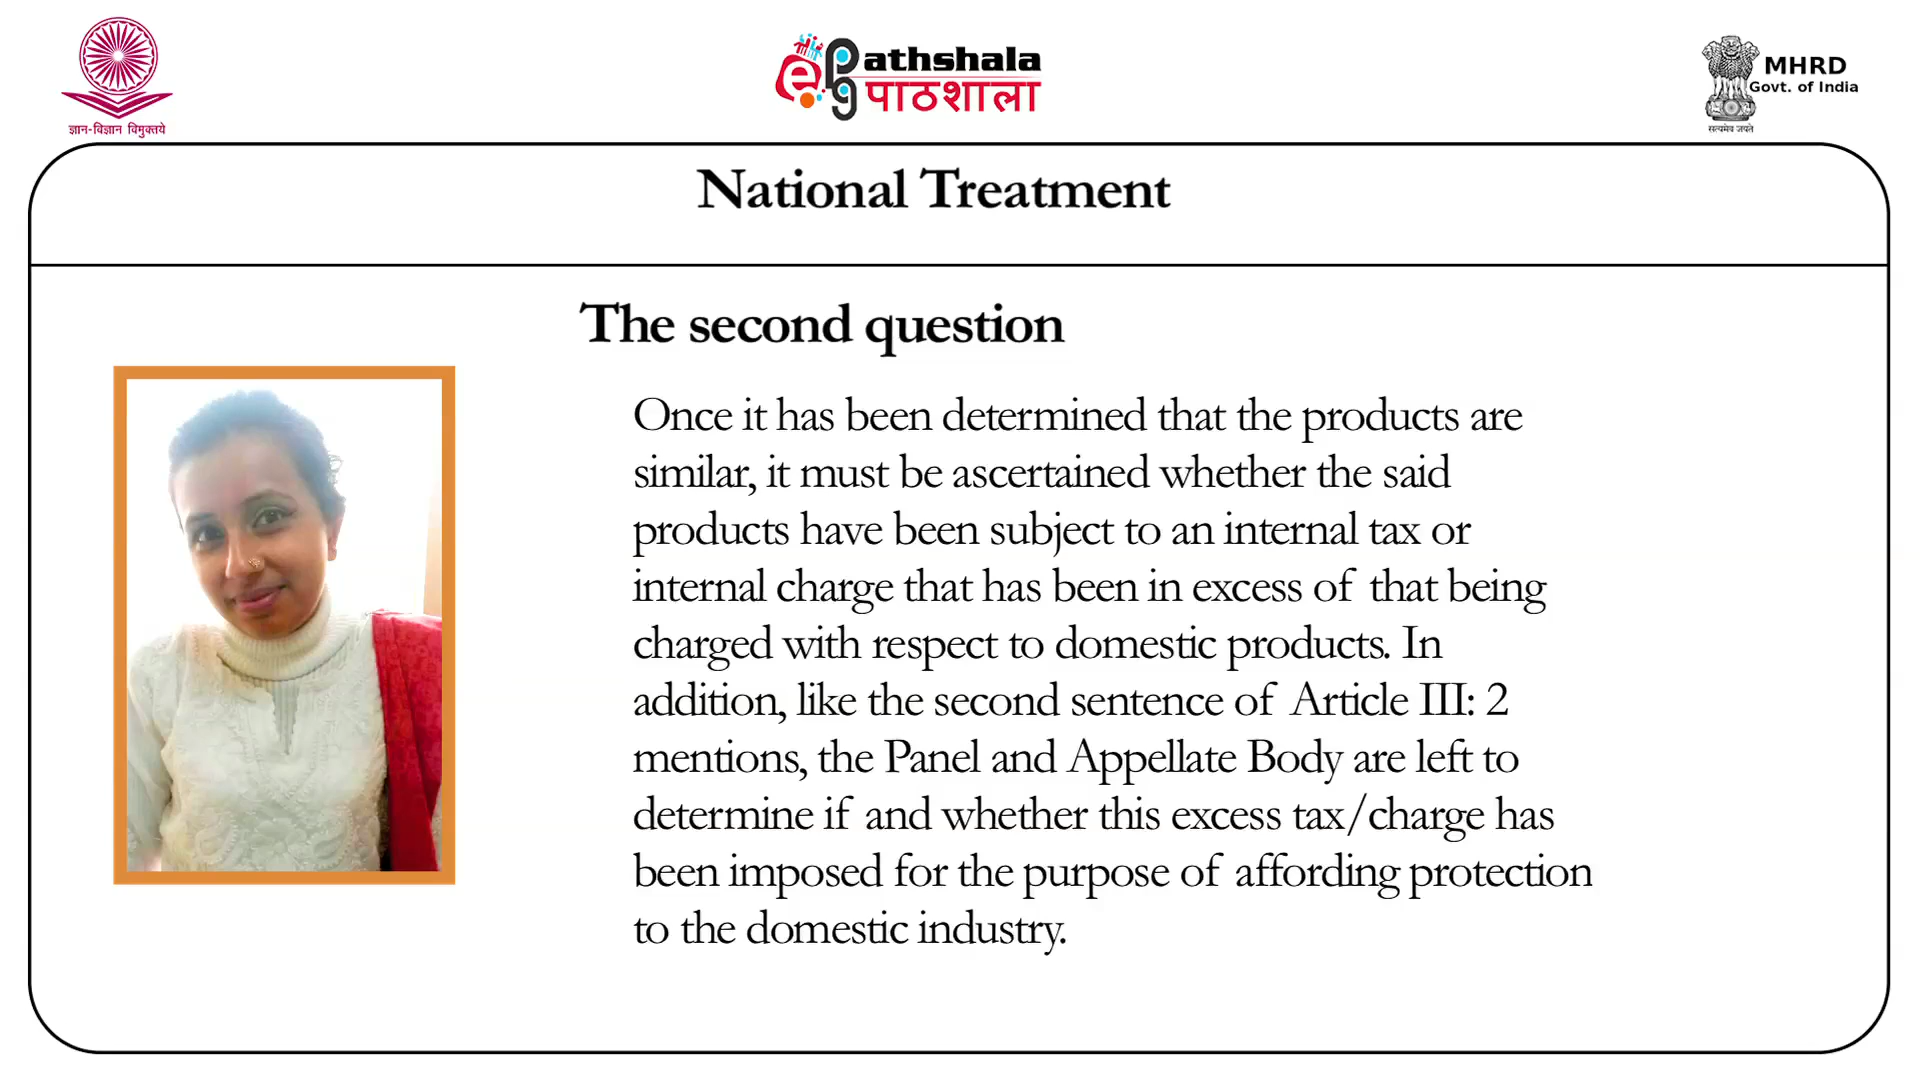 ज्ञान-विज्ञान विमुक्तये
ePG athshala
पाठशाला
MHRD
Govt. of India
सत्यमेव जयते
National Treatment
The second question
Once it has been determined that the products are
similar, it must be ascertained whether the said
products have been subject to an internal tax or
internal charge that has been in excess of that being
charged with respect to domestic products. In
addition, like the second sentence of Article III: 2
mentions, the Panel and Appellate Body are left to
determine if and whether this excess tax/charge has
been imposed for the purpose of affording protection
to the domestic industry.